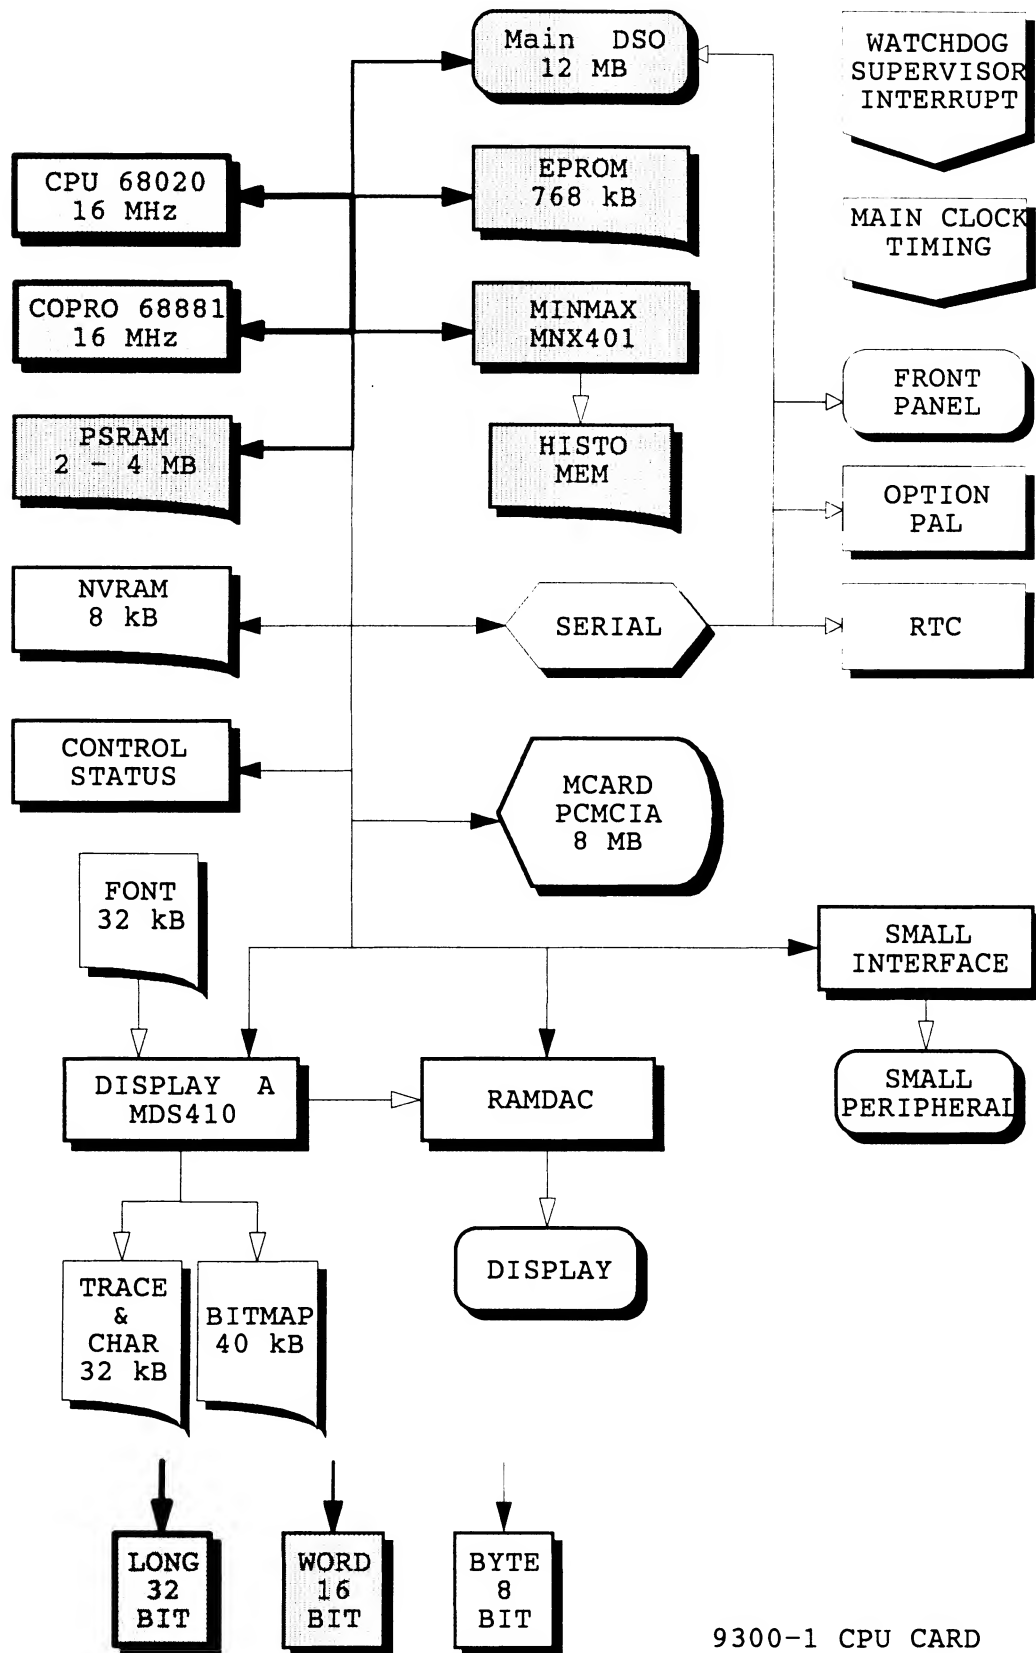 Main DSO
12 MB
WATCHDOG
SUPERVISOR
INTERRUPT
CPU 68020
16 MHz
EPROM
768 kB
MAIN CLOCK
TIMING
COPRO 68881
16 MHz
MINMAX
MNX401
FRONT
PANEL
PSRAM
2 - 4 MB
HISTO
MEM
OPTION
PAL
NVRAM
8 kB
SERIAL
RTC
CONTROL
STATUS
MCARD
PCMCIA
8 MB
FONT
32 kB
SMALL
INTERFACE
DISPLAY A
MDS410
RAMDAC
SMALL
PERIPHERAL
TRACE
&
CHAR
32 kB
BITMAP
40 kB
DISPLAY
LONG
32
BIT
WORD
16
BIT
BYTE
8
BIT
9300-1 CPU CARD